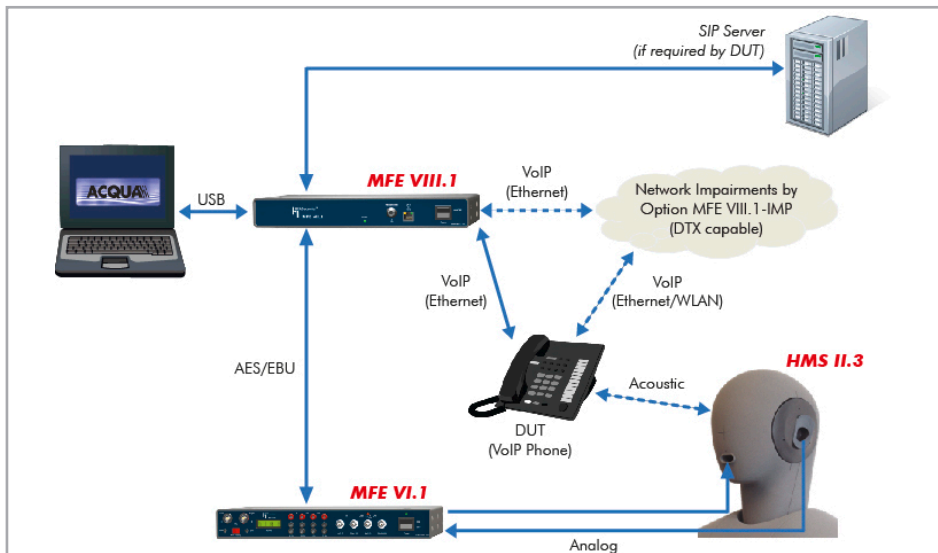 SIP Server
(if required by DUT)
MFE VIII.1
ACQUA
USB
VoIP
(Ethernet)
Network Impairments by
Option MFE VIII.1-IMP
(DTX capable)
VoIP
(Ethernet)
VoIP
(Ethernet/WLAN)
HMS II.3
AES/EBU
Acoustic
DUT
(VoIP Phone)
MFE VI.1
Analog